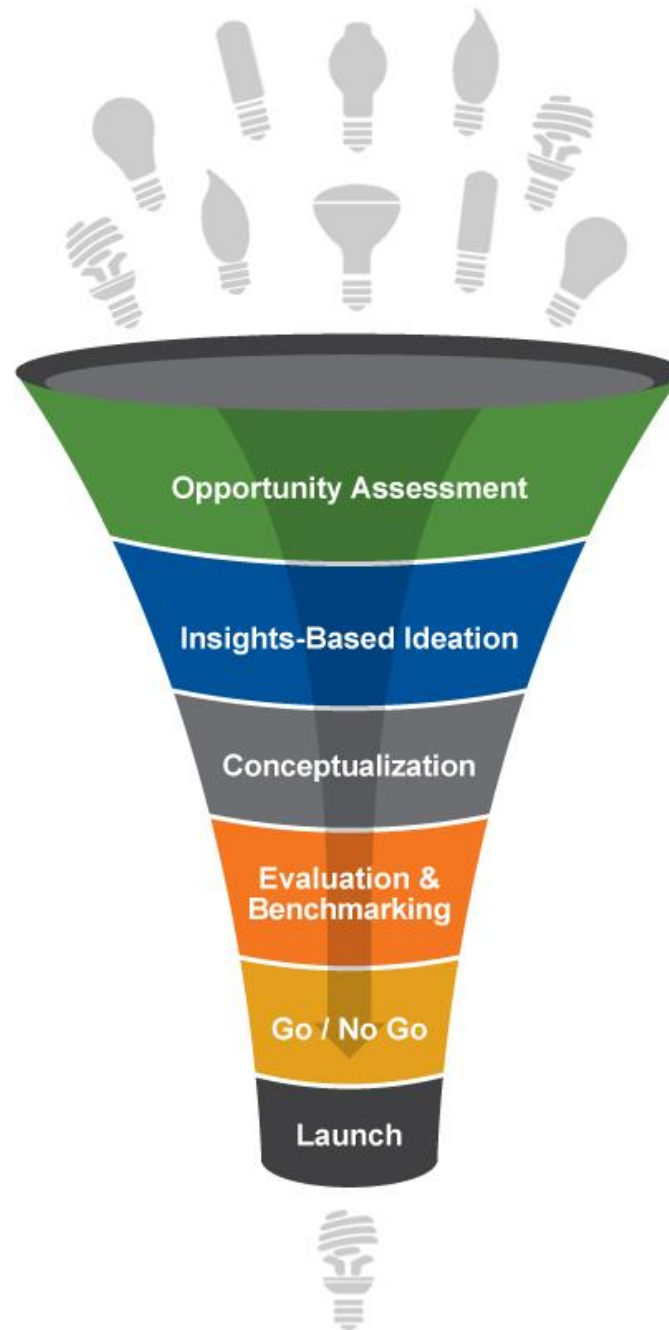 Opportunity Assessment
Insights-Based Ideation
Conceptualization
Evaluation &
Benchmarking
Go / No Go
Launch